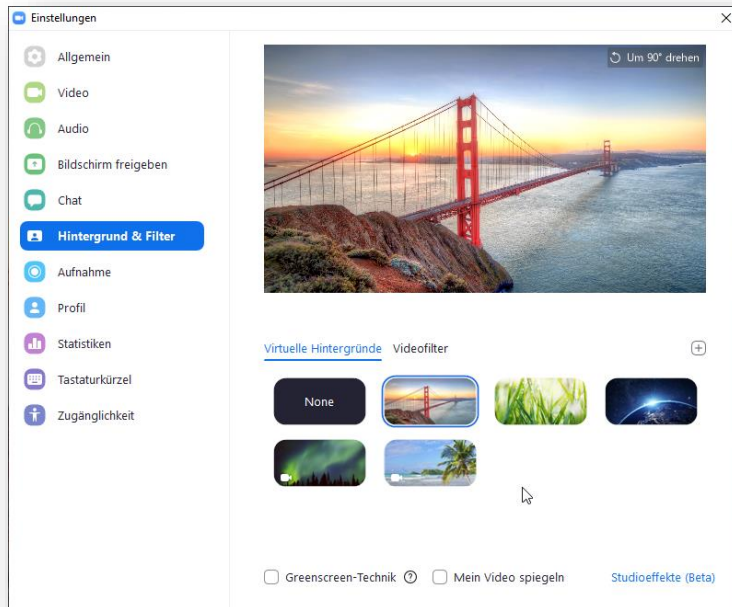 Einstellungen
Allgemein
Video
Audio
Bildschirm freigeben
Chat
Hintergrund & Filter
Aufnahme
Profil
Statistiken
Tastaturkürzel
Zugänglichkeit
Um 90° drehen
Virtuelle Hintergründe Videofilter
None
Greenscreen-Technik ? Mein Video spiegeln Studioeffekte (Beta)